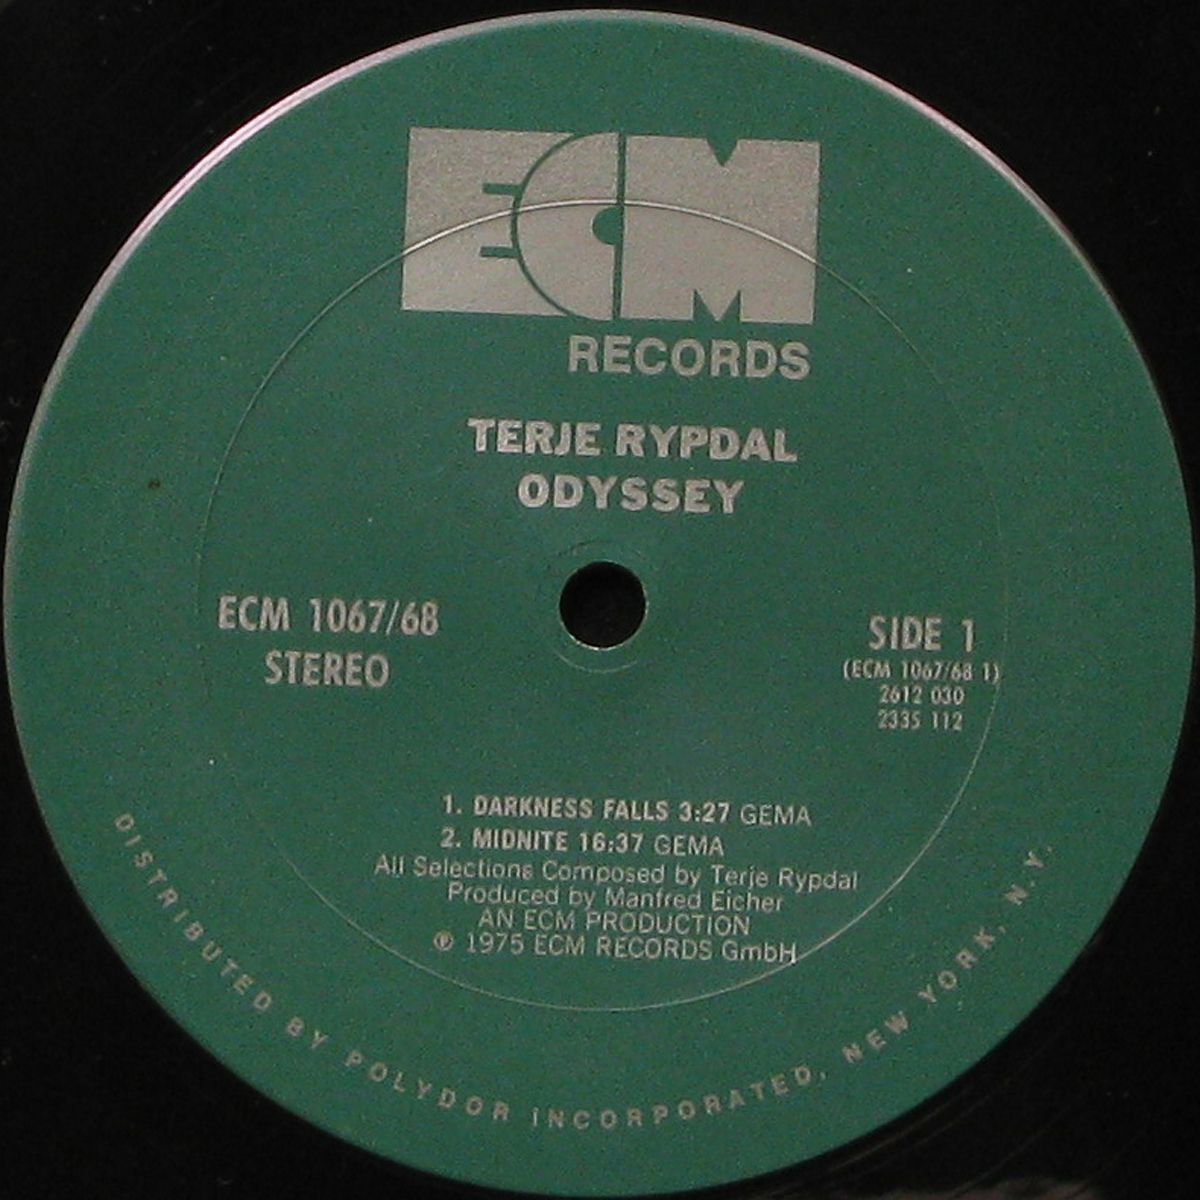 ECM
RECORDS
TERJE RYPDAL
ODYSSEY
ECM 1067/68
STEREO
SIDE 1
(ECM 1067/68 1)
2612 030
2335 112
1. DARKNESS FALLS 3:27 GEMA
2. MIDNITE 16:37 GEMA
All Selections Composed by Terje Rypdal
Produced by Manfred Eicher
AN ECM PRODUCTION
℗ 1975 ECM RECORDS GmbH
DISTRIBUTED BY POLYDOR INCORPORATED, NEW YORK, N.Y.